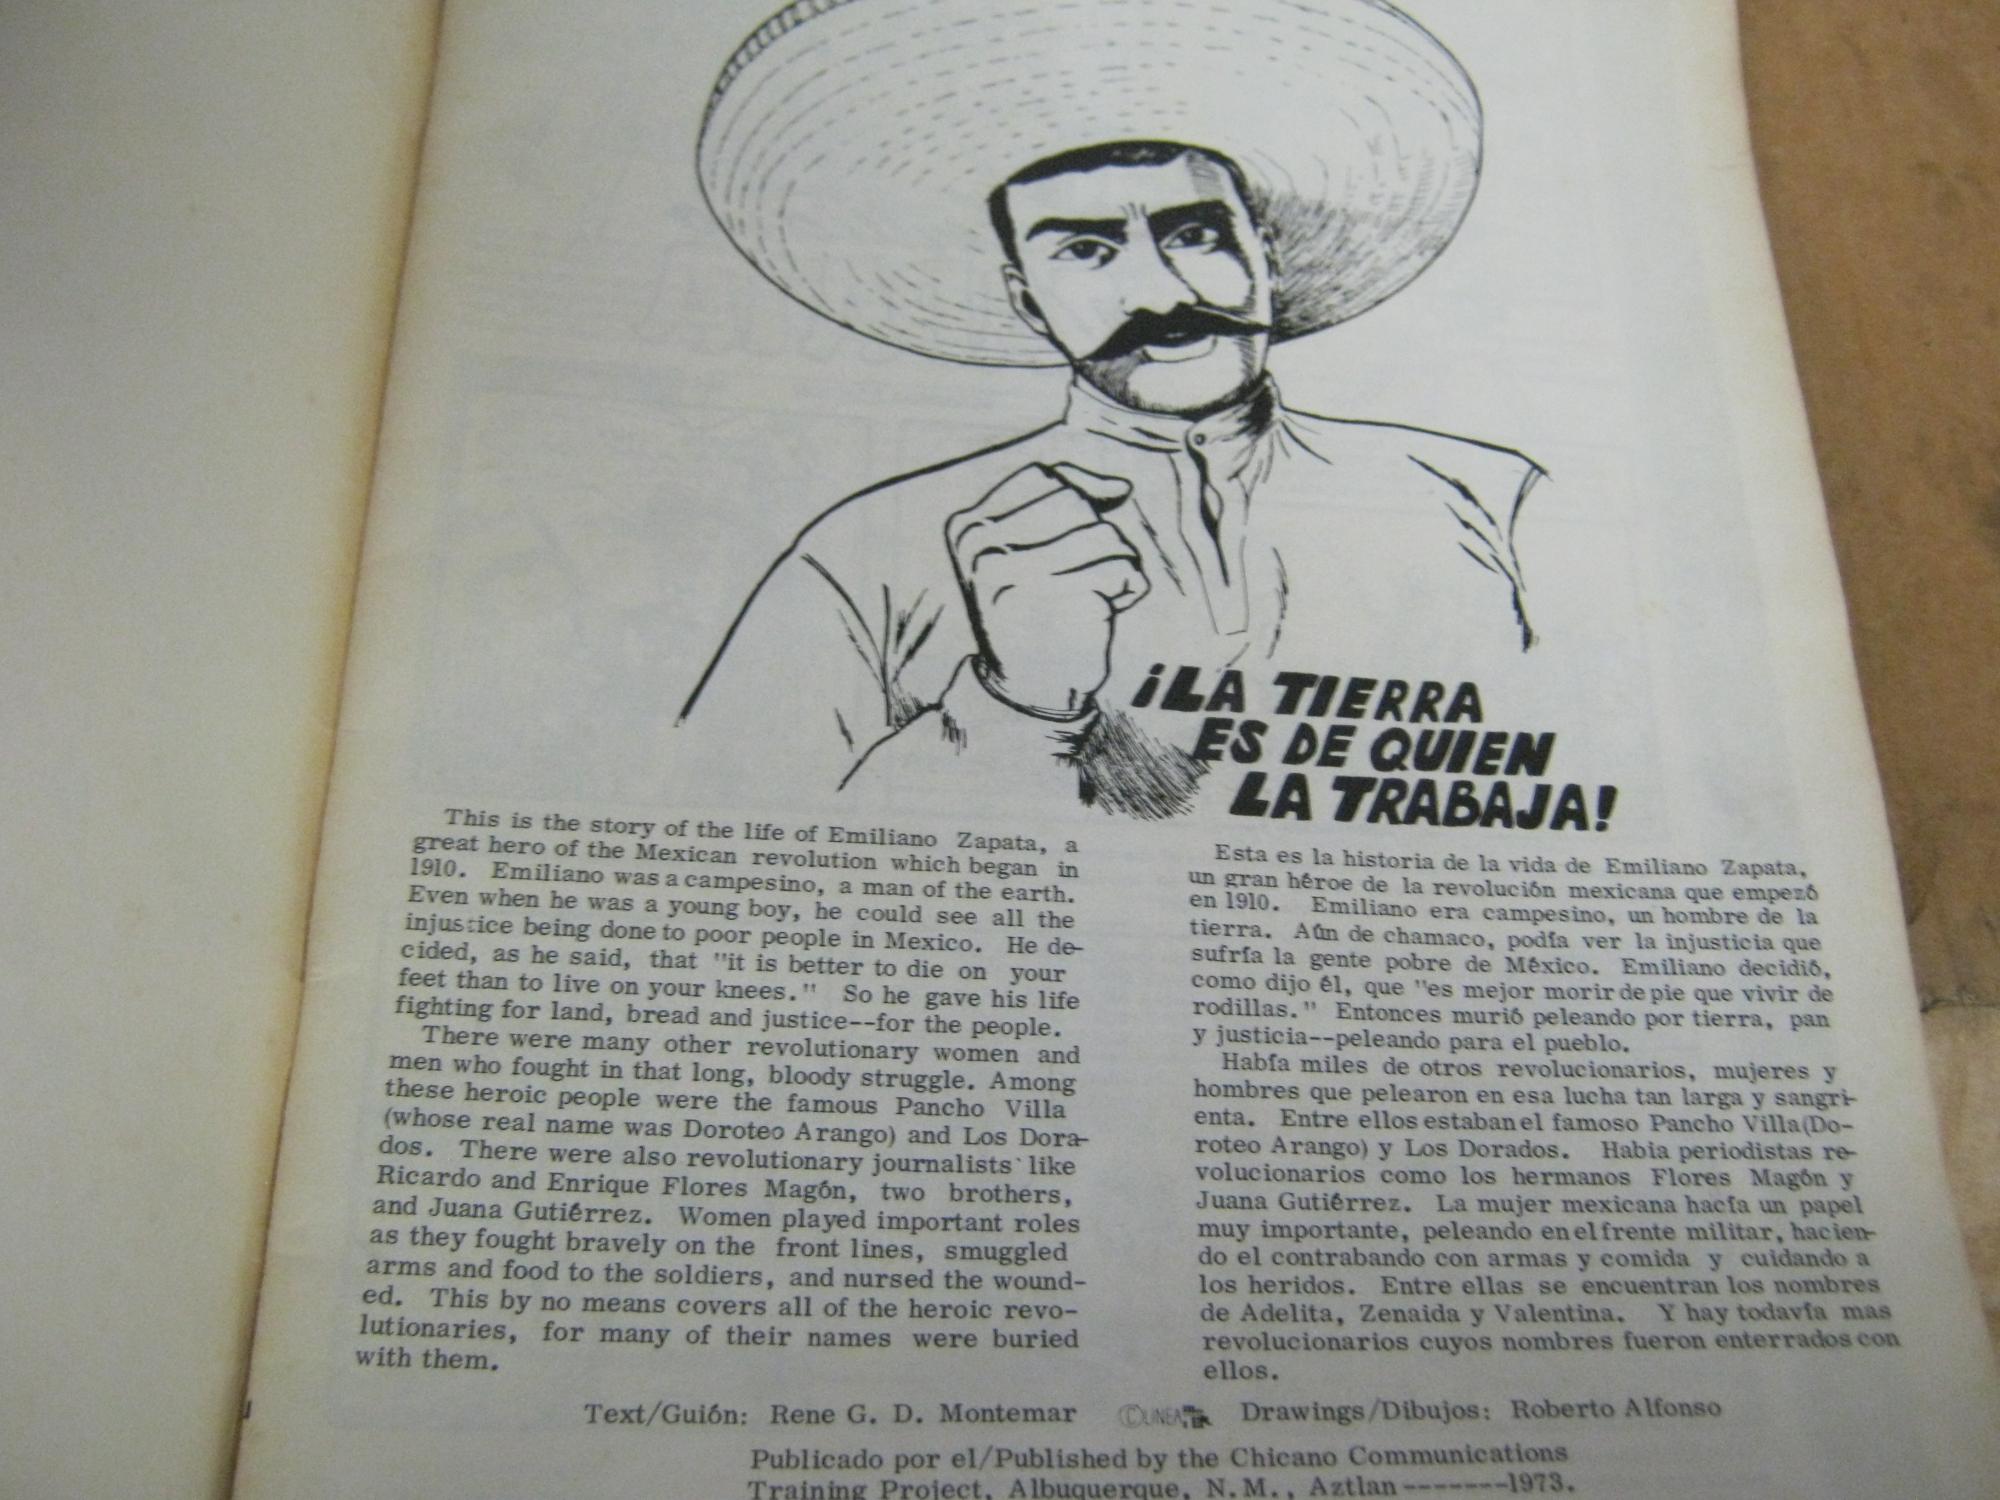 ¡LA TIERRA
ES DE QUIEN
LA TRABAJA!
This is the story of the life of Emiliano Zapata, a
great hero of the Mexican revolution which began in
1910. Emiliano was a campesino, a man of the earth.
Even when he was a young boy, he could see all the
injustice being done to poor people in Mexico. He de-
cided, as he said, that "it is better to die on your
feet than to live on your knees." So he gave his life
fighting for land, bread and justice--for the people.
There were many other revolutionary women and
men who fought in that long, bloody struggle. Among
these heroic people were the famous Pancho Villa
(whose real name was Doroteo Arango) and Los Dora-
dos. There were also revolutionary journalists like
Ricardo and Enrique Flores Magón, two brothers,
and Juana Gutiérrez. Women played important roles
as they fought bravely on the front lines, smuggled
arms and food to the soldiers, and nursed the wound-
ed. This by no means covers all of the heroic revo-
lutionaries, for many of their names were buried
with them.
Esta es la historia de la vida de Emiliano Zapata,
un gran héroe de la revolución mexicana que empezó
en 1910. Emiliano era campesino, un hombre de la
tierra. Aún de chamaco, podía ver la injusticia que
sufría la gente pobre de México. Emiliano decidió,
como dijo él, que "es mejor morir de pie que vivir de
rodillas." Entonces murió peleando por tierra, pan
y justicia--peleando para el pueblo.
Había miles de otros revolucionarios, mujeres y
hombres que pelearon en esa lucha tan larga y sangri-
enta. Entre ellos estaban el famoso Pancho Villa (Do-
roteo Arango) y Los Dorados. Habia periodistas re-
volucionarios como los hermanos Flores Magón y
Juana Gutiérrez. La mujer mexicana hacía un papel
muy importante, peleando en el frente militar, hacien-
do el contrabando con armas y comida y cuidando a
los heridos. Entre ellas se encuentran los nombres
de Adelita, Zenaida y Valentina. Y hay todavía mas
revolucionarios cuyos nombres fueron enterrados con
ellos.
Text/Guión: Rene G. D. Montemar © Drawings/Dibujos: Roberto Alfonso
Publicado por el/Published by the Chicano Communications
Training Project, Albuquerque, N.M., Aztlan -------1973.